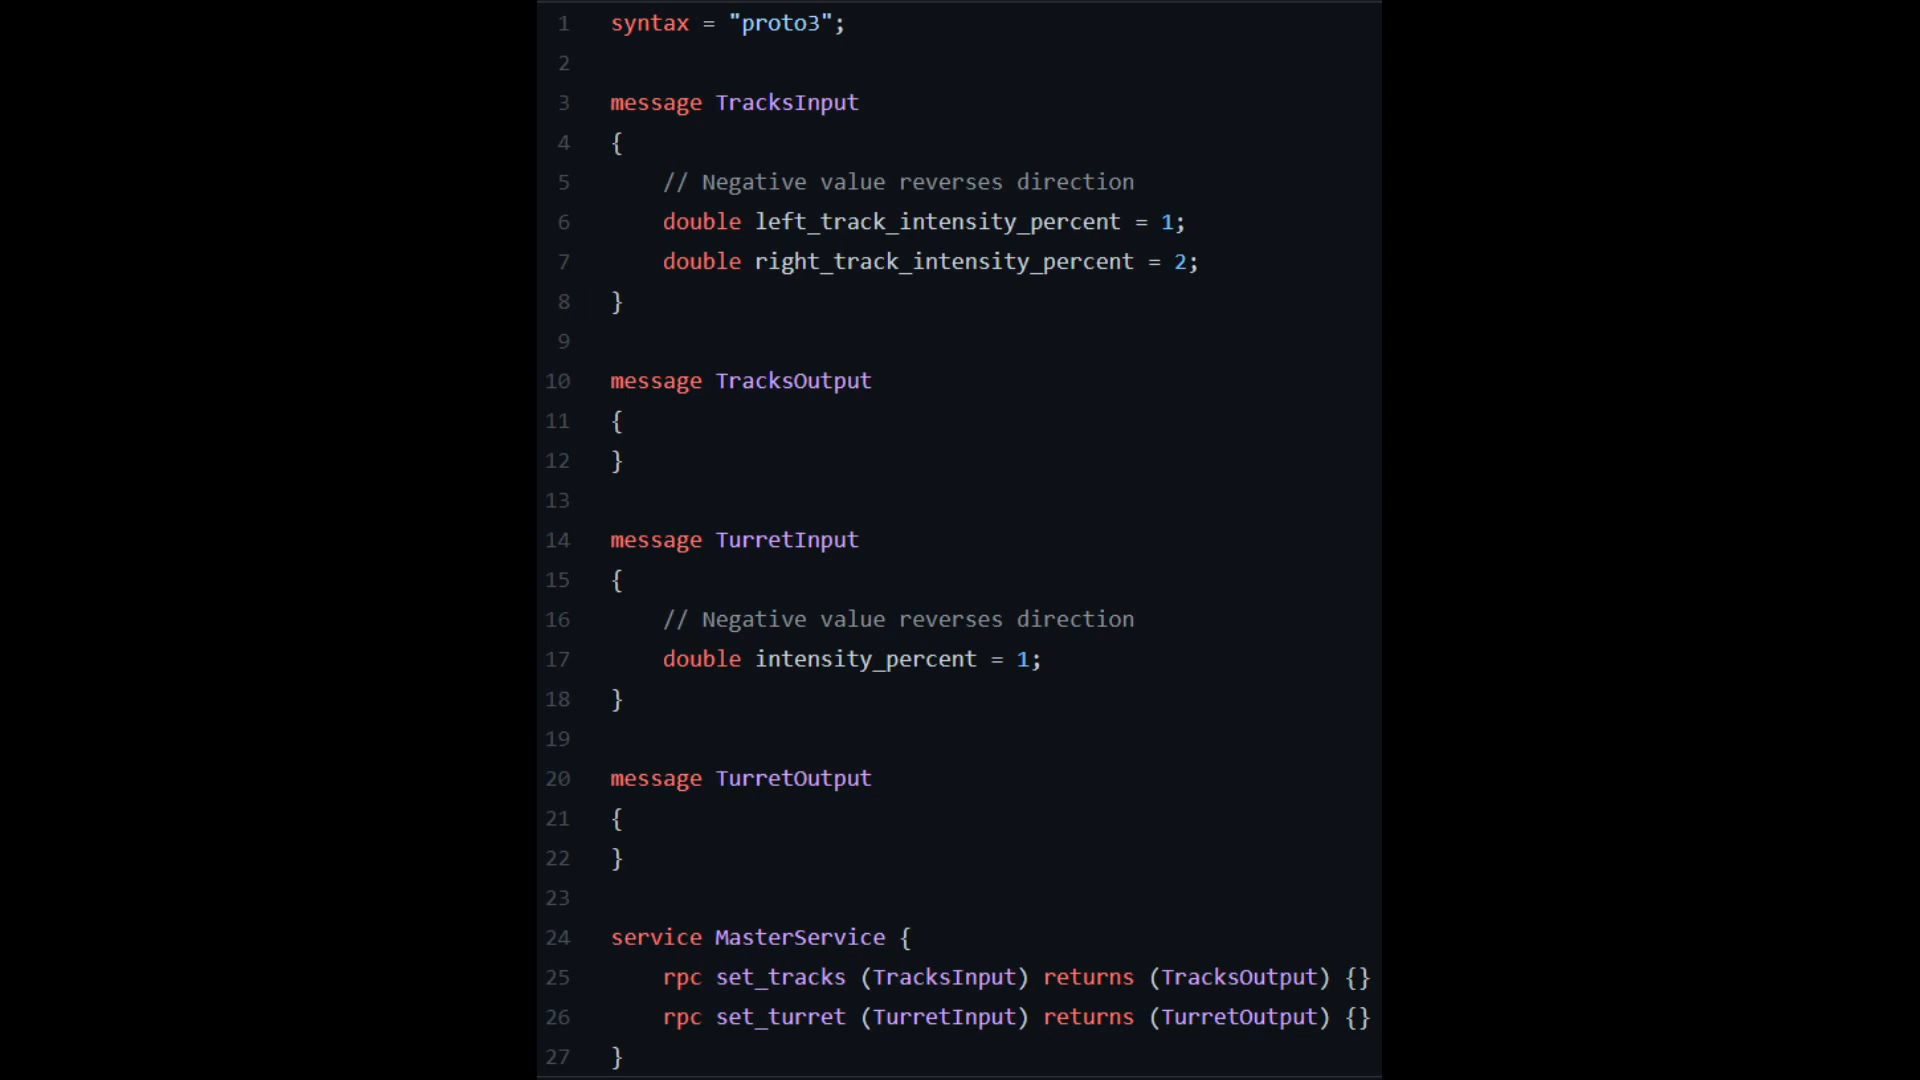 1 syntax = "proto3";
2
3 message TracksInput
4 {
5     // Negative value reverses direction
6     double left_track_intensity_percent = 1;
7     double right_track_intensity_percent = 2;
8 }
9
10 message TracksOutput
11 {
12 }
13
14 message TurretInput
15 {
16     // Negative value reverses direction
17     double intensity_percent = 1;
18 }
19
20 message TurretOutput
21 {
22 }
23
24 service MasterService {
25     rpc set_tracks (TracksInput) returns (TracksOutput) {}
26     rpc set_turret (TurretInput) returns (TurretOutput) {}
27 }